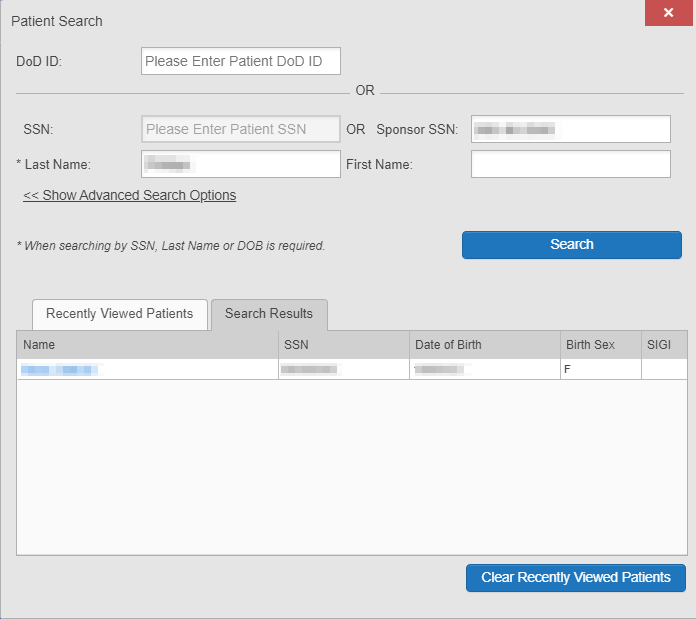 Patient Search
DoD ID: Please Enter Patient DoD ID
OR
SSN: Please Enter Patient SSN OR Sponsor SSN:
* Last Name: First Name:
<< Show Advanced Search Options
* When searching by SSN, Last Name or DOB is required. Search
Recently Viewed Patients Search Results
Name SSN Date of Birth Birth Sex SIGI
F
Clear Recently Viewed Patients